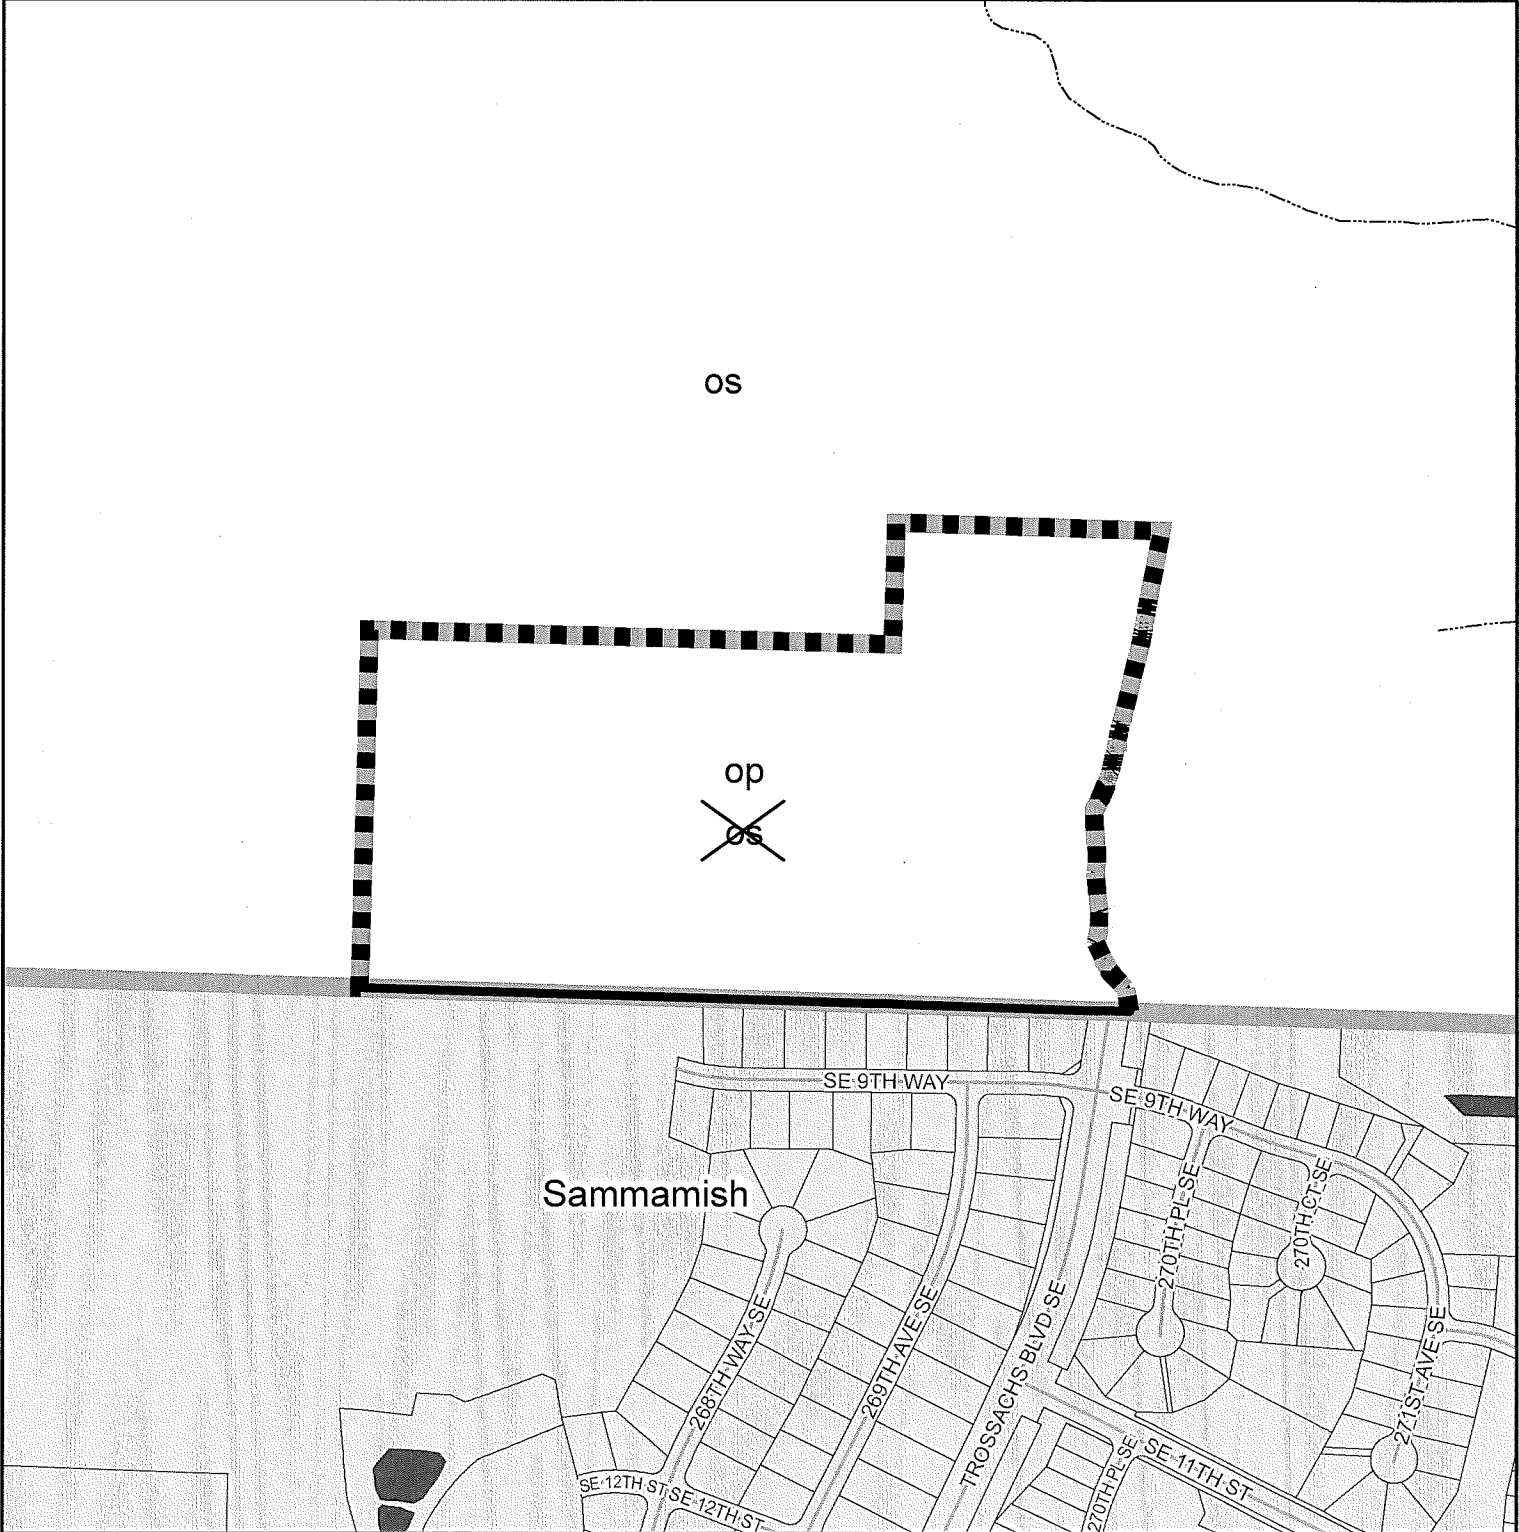 os
op
os
SE 9TH WAY
SE 9TH WAY
Sammamish
270TH PL SE
270TH CT SE
268TH WAY SE
269TH AVE SE
TROSSACHS BLVD SE
271ST AVE SE
SE 12TH ST
SE 12TH ST
270TH PL SE
SE 11TH ST